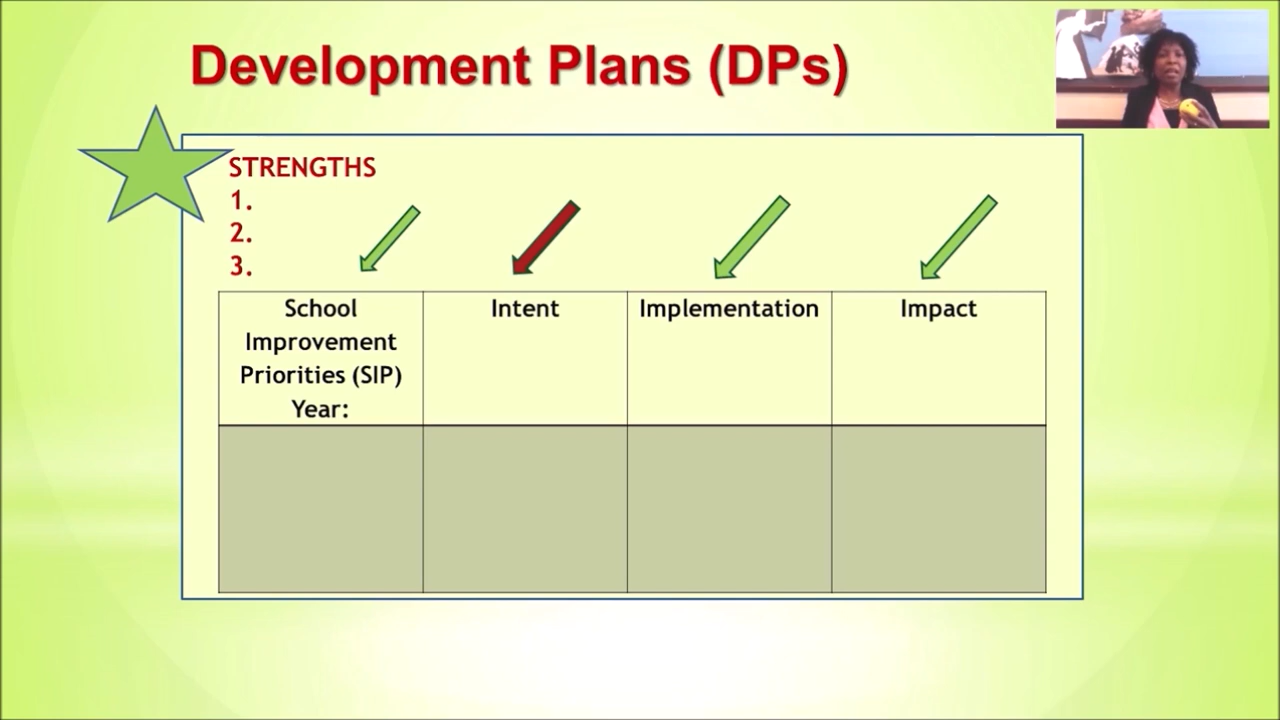 Development Plans (DPs)
STRENGTHS
1.
2.
3.
School
Improvement
Priorities (SIP)
Year:
Intent
Implementation
Impact